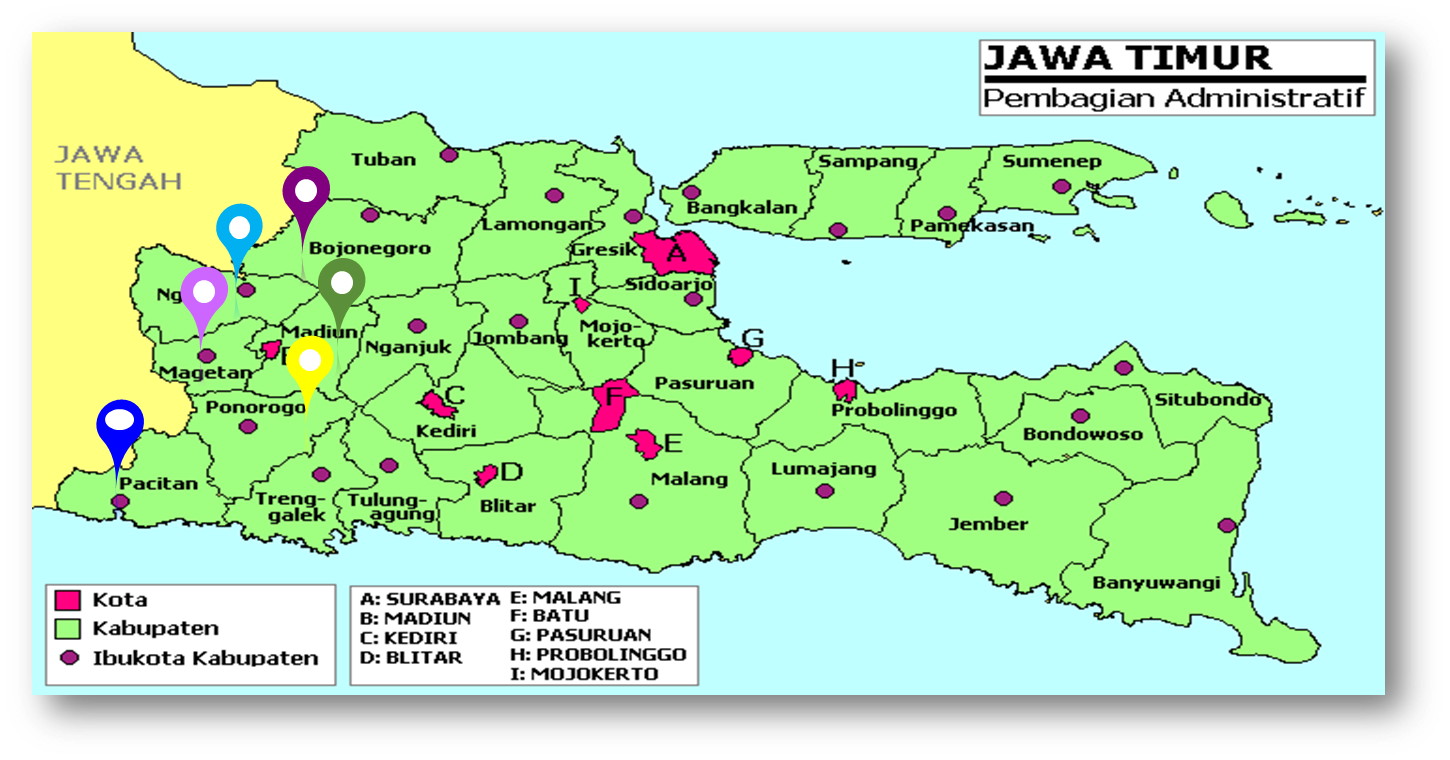 JAWA TIMUR
Pembagian Administratif
JAWA
TENGAH
Tuban
Sampang
Sumenep
Bangkalan
Lamongan
Pamekasan
Bojonegoro
Gresik
A
Sidoarjo
I
Ng
Madiun
Mojo-
kerto
Nganjuk
Jombang
G
Magetan
H
Pasuruan
C
F
Ponorogo
Probolinggo
Situbondo
Kediri
Bondowoso
E
Lumajang
D
Malang
Pacitan
Treng-
galek
Tulung-
agung
Blitar
Jember
Banyuwangi
Kota
Kabupaten
Ibukota Kabupaten
A: SURABAYA
B: MADIUN
C: KEDIRI
D: BLITAR
E: MALANG
F: BATU
G: PASURUAN
H: PROBOLINGGO
I: MOJOKERTO